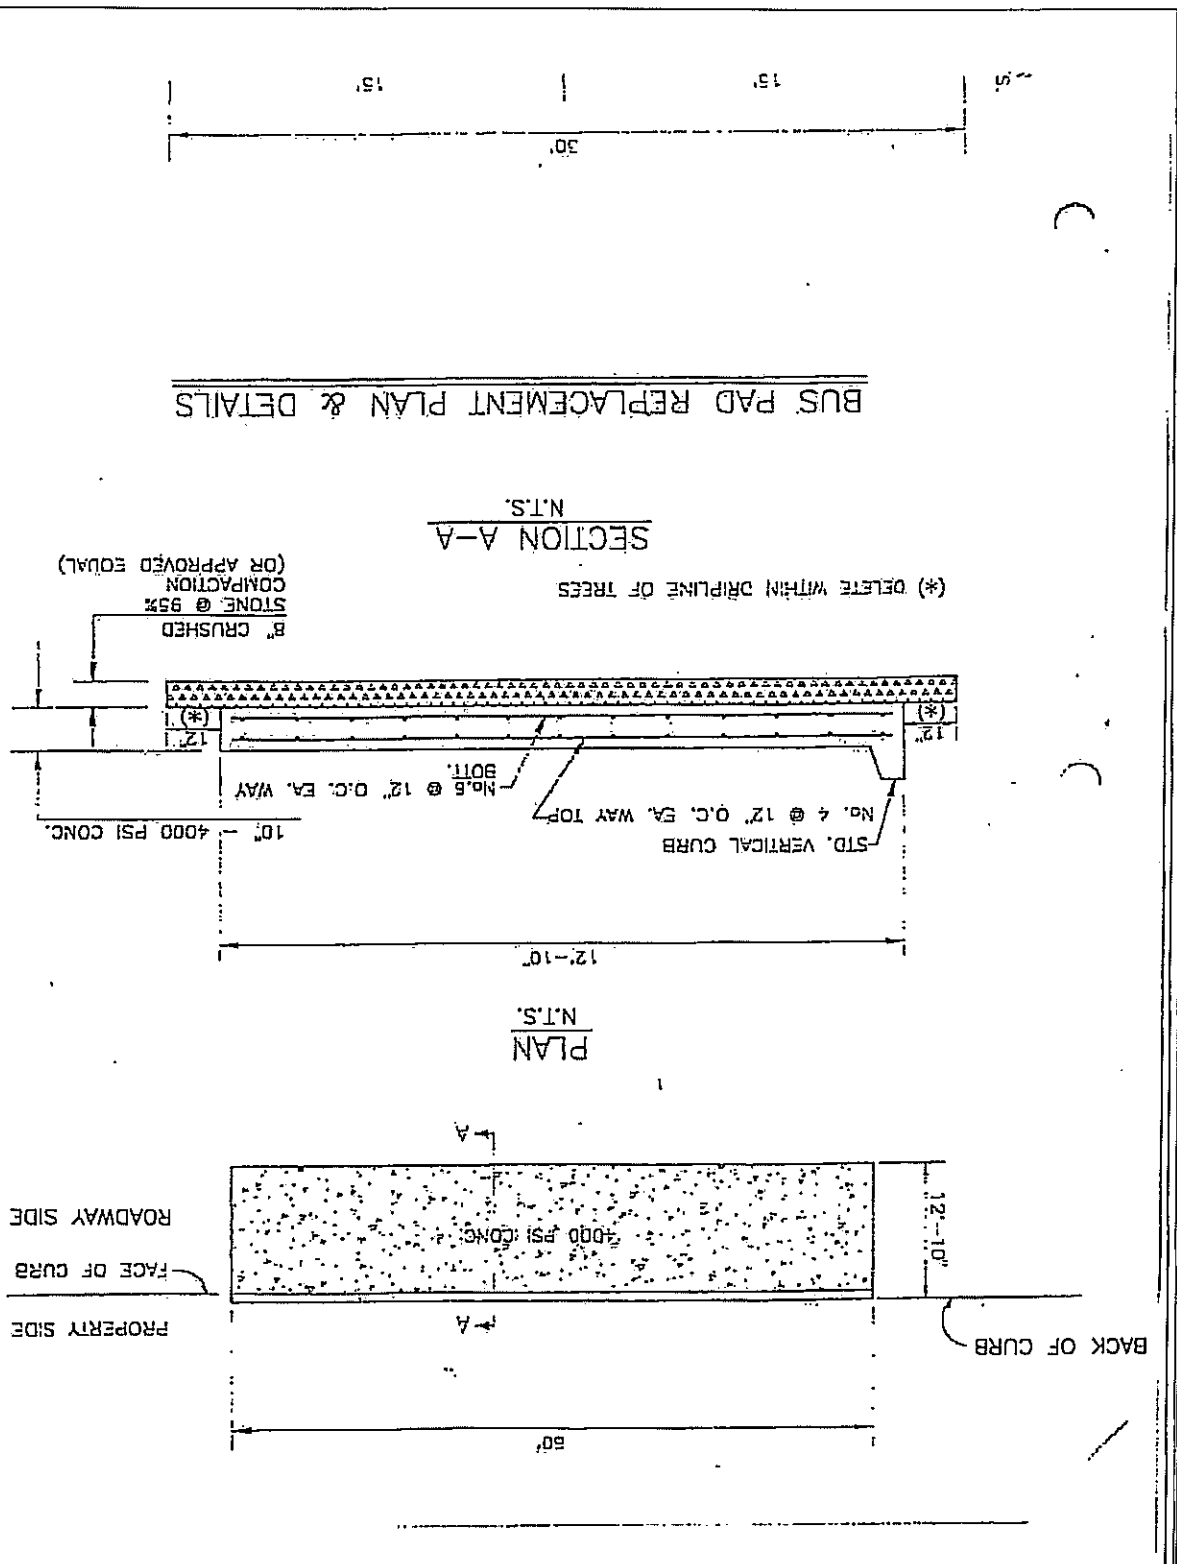 60'
BACK OF CURB
PROPERTY SIDE
FACE OF CURB
ROADWAY SIDE
A
12'-10"
4000 PSI CONC
A
PLAN
N.T.S.
12'-10"
STD. VERTICAL CURB
No. 4 @ 12" O.C. EA. WAY TOP
10" - 4000 PSI CONC.
No.5 @ 12" O.C. EA. WAY
BOTT.
12"
(*)
12"
(*)
8" CRUSHED
STONE @ 95%
COMPACTION
(OR APPROVED EQUAL)
(*) DELETE WITHIN DRIPLINE OF TREES
SECTION A-A
N.T.S.
BUS PAD REPLACEMENT PLAN & DETAILS
30'
15'
15'